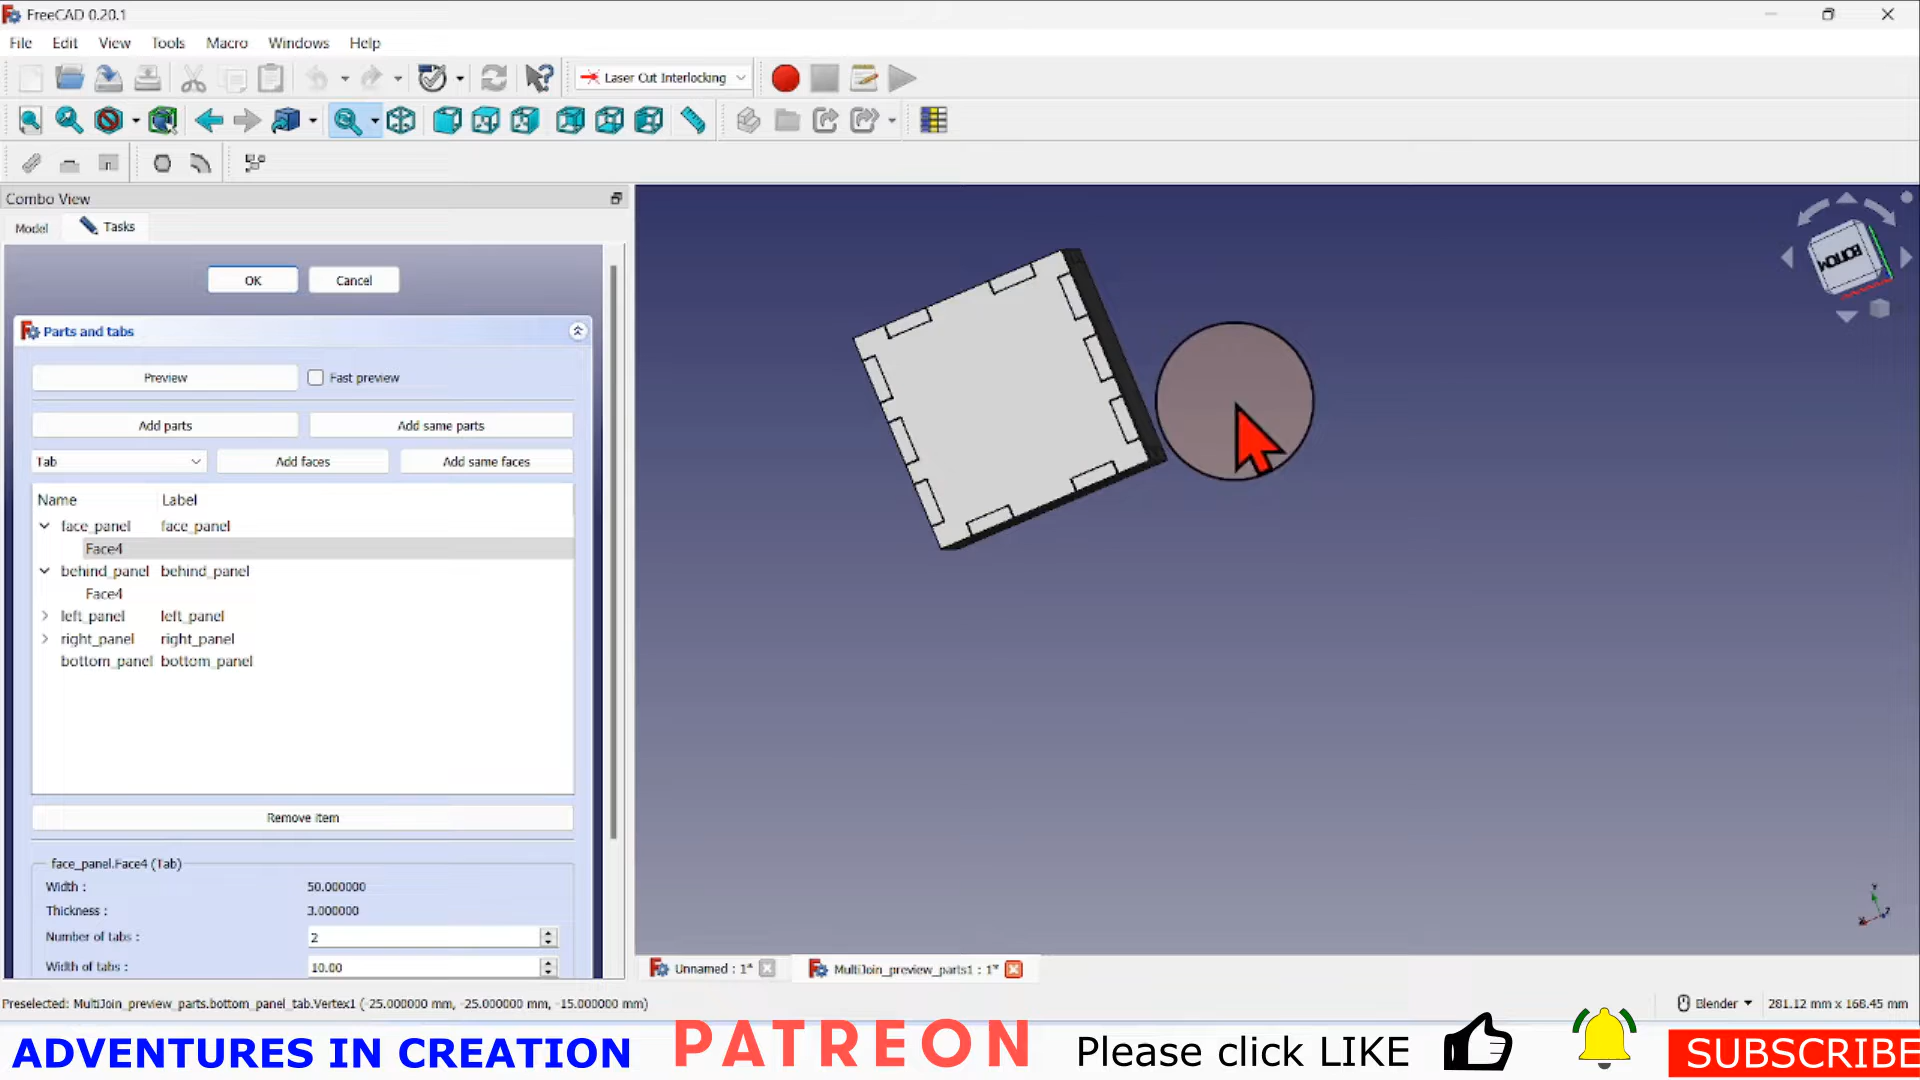 FreeCAD 0.20.1
File Edit View Tools Macro Windows Help
Laser Cut Interlocking
Combo View
Model Tasks
OK Cancel
Parts and tabs
Preview Fast preview
Add parts Add same parts
Tab Add faces Add same faces
Name Label
face_panel face_panel
Face4
behind_panel behind_panel
Face4
left_panel left_panel
right_panel right_panel
bottom_panel bottom_panel
Remove item
face_panel.Face4 (Tab)
Width : 50.000000
Thickness : 3.000000
Number of tabs : 2
Width of tabs : 10.00
BOTTOM
Unnamed : 1* MultiJoin_preview_parts1 : 1*
Preselected: MultiJoin_preview_parts.bottom_panel_tab.Vertex1 (-25.000000 mm, -25.000000 mm, -15.000000 mm)
Blender 281.12 mm x 168.45 mm
ADVENTURES IN CREATION PATREON Please click LIKE SUBSCRIBE